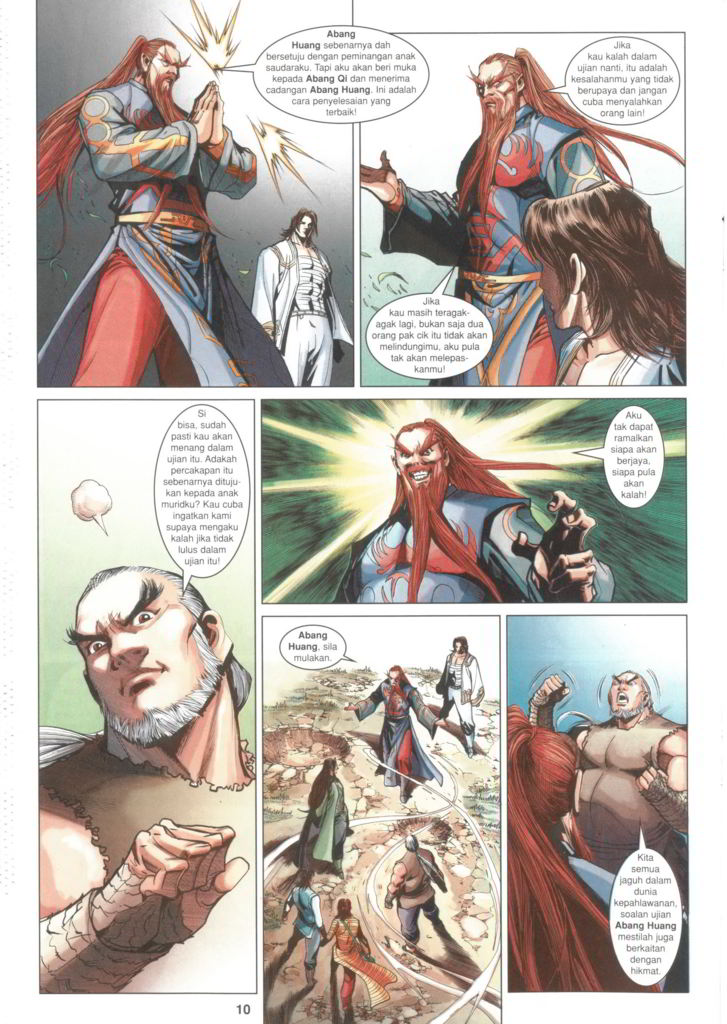 Abang
Huang sebenarnya dah
bersetuju dengan peminangan anak
saudaraku. Tapi aku akan beri muka
kepada Abang Qi dan menerima
cadangan Abang Huang. Ini adalah
cara penyelesaian yang
terbaik!
Jika
kau kalah dalam
ujian nanti, itu adalah
kesalahanmu yang tidak
berupaya dan jangan
cuba menyalahkan
orang lain!
Jika
kau masih teragak-
agak lagi, bukan saja dua
orang pak cik itu tidak akan
melindungimu, aku pula
tak akan melepas-
kanmu!
Si
bisa, sudah
pasti kau akan
menang dalam
ujian itu. Adakah
percakapan itu
sebenarnya dituju-
kan kepada anak
muridku? Kau cuba
ingatkan kami
supaya mengaku
kalah jika tidak
lulus dalam
ujian itu!
Aku
tak dapat
ramalkan
siapa akan
berjaya,
siapa pula
akan
kalah!
Abang
Huang, sila
mulakan.
Kita
semua
jaguh dalam
dunia
kepahlawanan,
soalan ujian
Abang Huang
mestilah juga
berkaitan
dengan
hikmat.
10